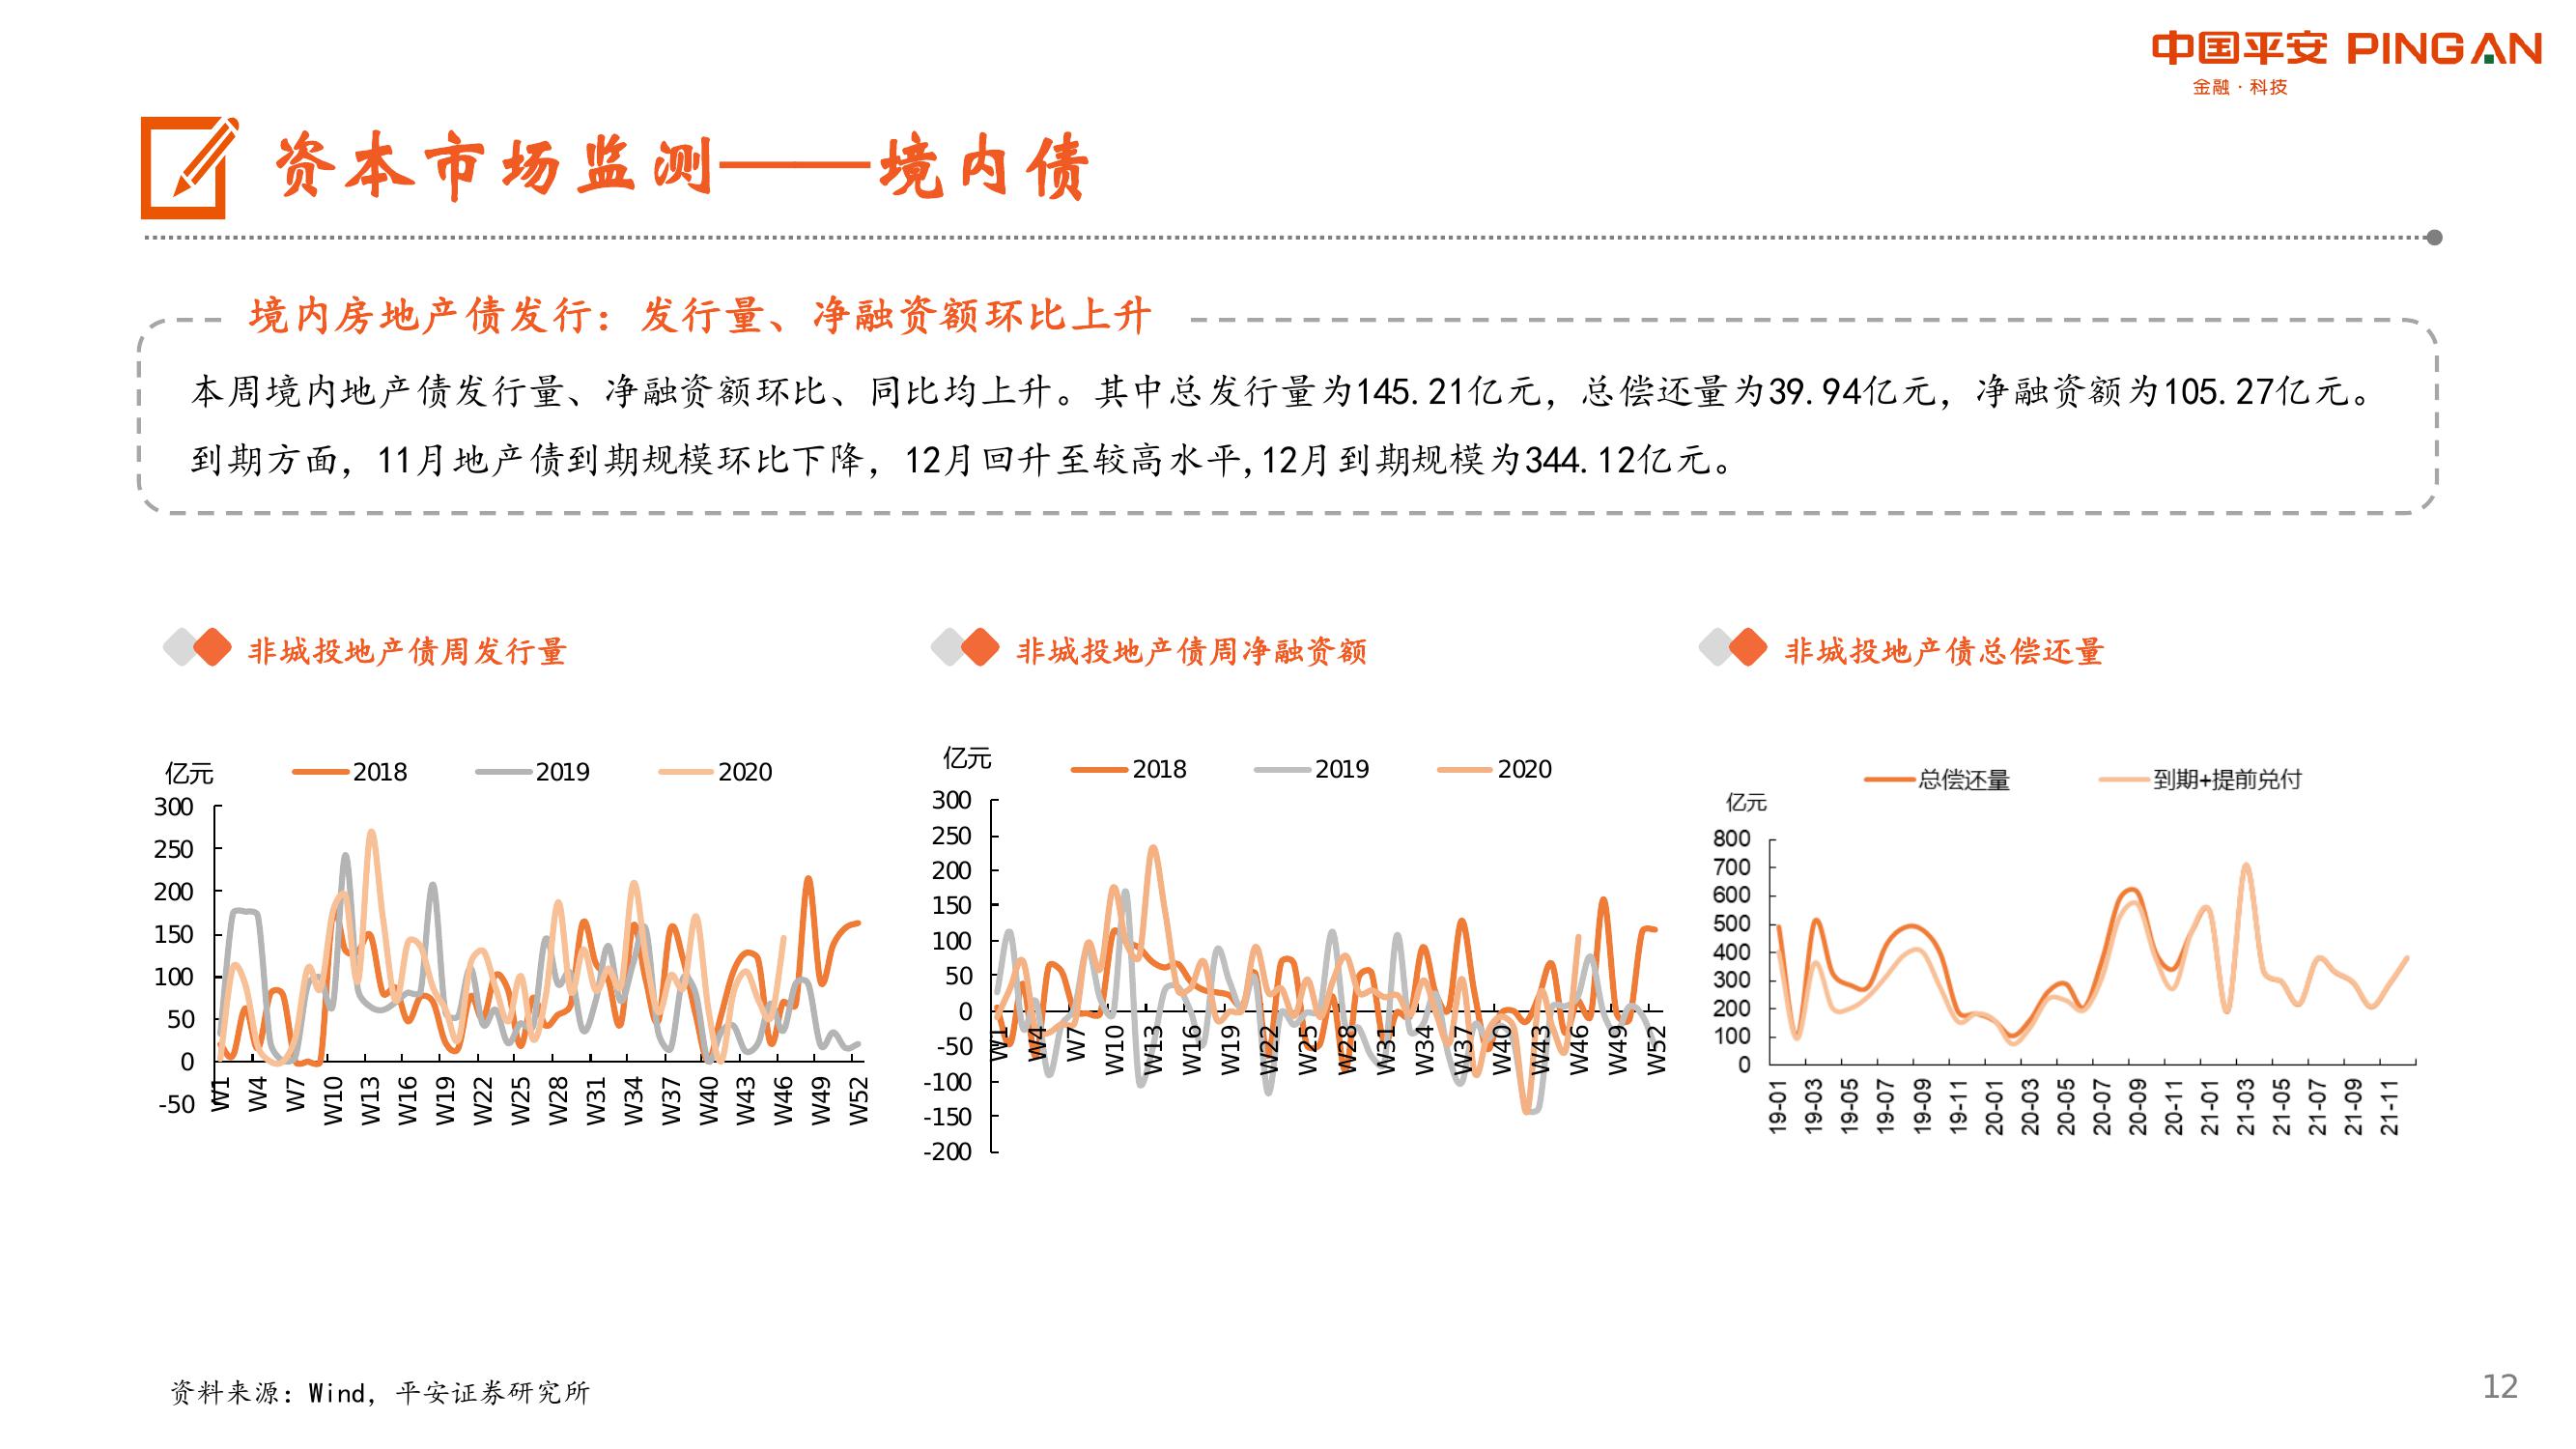 中国平安 PINGAN
金融·科技
资本市场监测——境内债
境内房地产债发行：发行量、净融资额环比上升
本周境内地产债发行量、净融资额环比、同比均上升。其中总发行量为145.21亿元，总偿还量为39.94亿元，净融资额为105.27亿元。
到期方面，11月地产债到期规模环比下降，12月回升至较高水平,12月到期规模为344.12亿元。
非城投地产债周发行量
亿元
2018 2019 2020
300
250
200
150
100
50
0
-50
W1 W4 W7 W10 W13 W16 W19 W22 W25 W28 W31 W34 W37 W40 W43 W46 W49 W52
非城投地产债周净融资额
亿元
2018 2019 2020
300
250
200
150
100
50
0
-50
-100
-150
-200
W1 W4 W7 W10 W13 W16 W19 W22 W25 W28 W31 W34 W37 W40 W43 W46 W49 W52
非城投地产债总偿还量
总偿还量 到期+提前兑付
亿元
800
700
600
500
400
300
200
100
0
19-01 19-03 19-05 19-07 19-09 19-11 20-01 20-03 20-05 20-07 20-09 20-11 21-01 21-03 21-05 21-07 21-09 21-11
资料来源：Wind，平安证券研究所
12